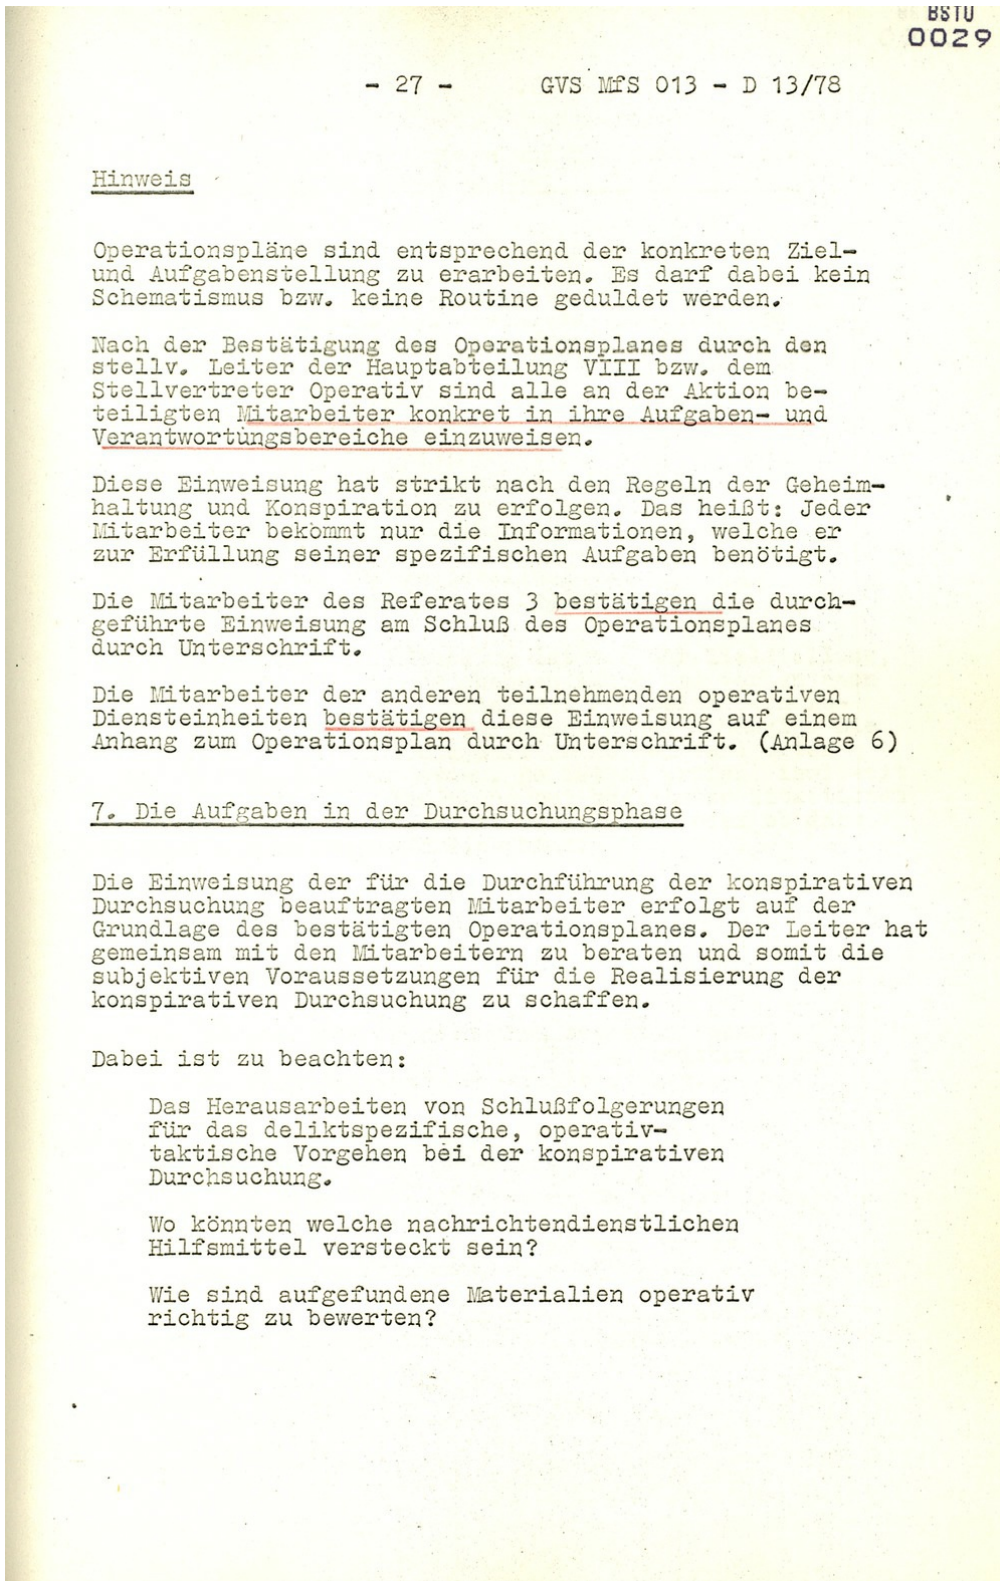 BSTU
0029
- 27 - GVS MfS 013 - D 13/78
Hinweis
Operationspläne sind entsprechend der konkreten Ziel-
und Aufgabenstellung zu erarbeiten. Es darf dabei kein
Schematismus bzw. keine Routine geduldet werden.
Nach der Bestätigung des Operationsplanes durch den
stellv. Leiter der Hauptabteilung VIII bzw. dem
Stellvertreter Operativ sind alle an der Aktion be-
teiligten Mitarbeiter konkret in ihre Aufgaben- und
Verantwortungsbereiche einzuweisen.
Diese Einweisung hat strikt nach den Regeln der Geheim-
haltung und Konspiration zu erfolgen. Das heißt: Jeder
Mitarbeiter bekommt nur die Informationen, welche er
zur Erfüllung seiner spezifischen Aufgaben benötigt.
Die Mitarbeiter des Referates 3 bestätigen die durch-
geführte Einweisung am Schluß des Operationsplanes
durch Unterschrift.
Die Mitarbeiter der anderen teilnehmenden operativen
Diensteinheiten bestätigen diese Einweisung auf einem
Anhang zum Operationsplan durch Unterschrift. (Anlage 6)
7. Die Aufgaben in der Durchsuchungsphase
Die Einweisung der für die Durchführung der konspirativen
Durchsuchung beauftragten Mitarbeiter erfolgt auf der
Grundlage des bestätigten Operationsplanes. Der Leiter hat
gemeinsam mit den Mitarbeitern zu beraten und somit die
subjektiven Voraussetzungen für die Realisierung der
konspirativen Durchsuchung zu schaffen.
Dabei ist zu beachten:
Das Herausarbeiten von Schlußfolgerungen
für das deliktspezifische, operativ-
taktische Vorgehen bei der konspirativen
Durchsuchung.
Wo könnten welche nachrichtendienstlichen
Hilfsmittel versteckt sein?
Wie sind aufgefundene Materialien operativ
richtig zu bewerten?